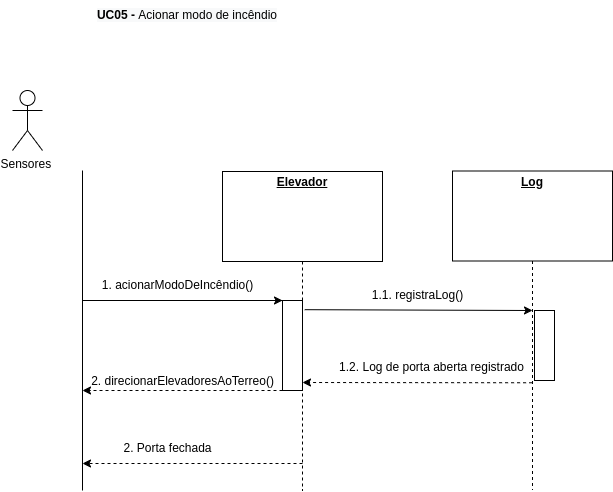 UC05 - Acionar modo de incêndio
Sensores
Elevador
Log
1. acionarModoDeIncêndio()
1.1. registraLog()
1.2. Log de porta aberta registrado
2. direcionarElevadoresAoTerreo()
2. Porta fechada